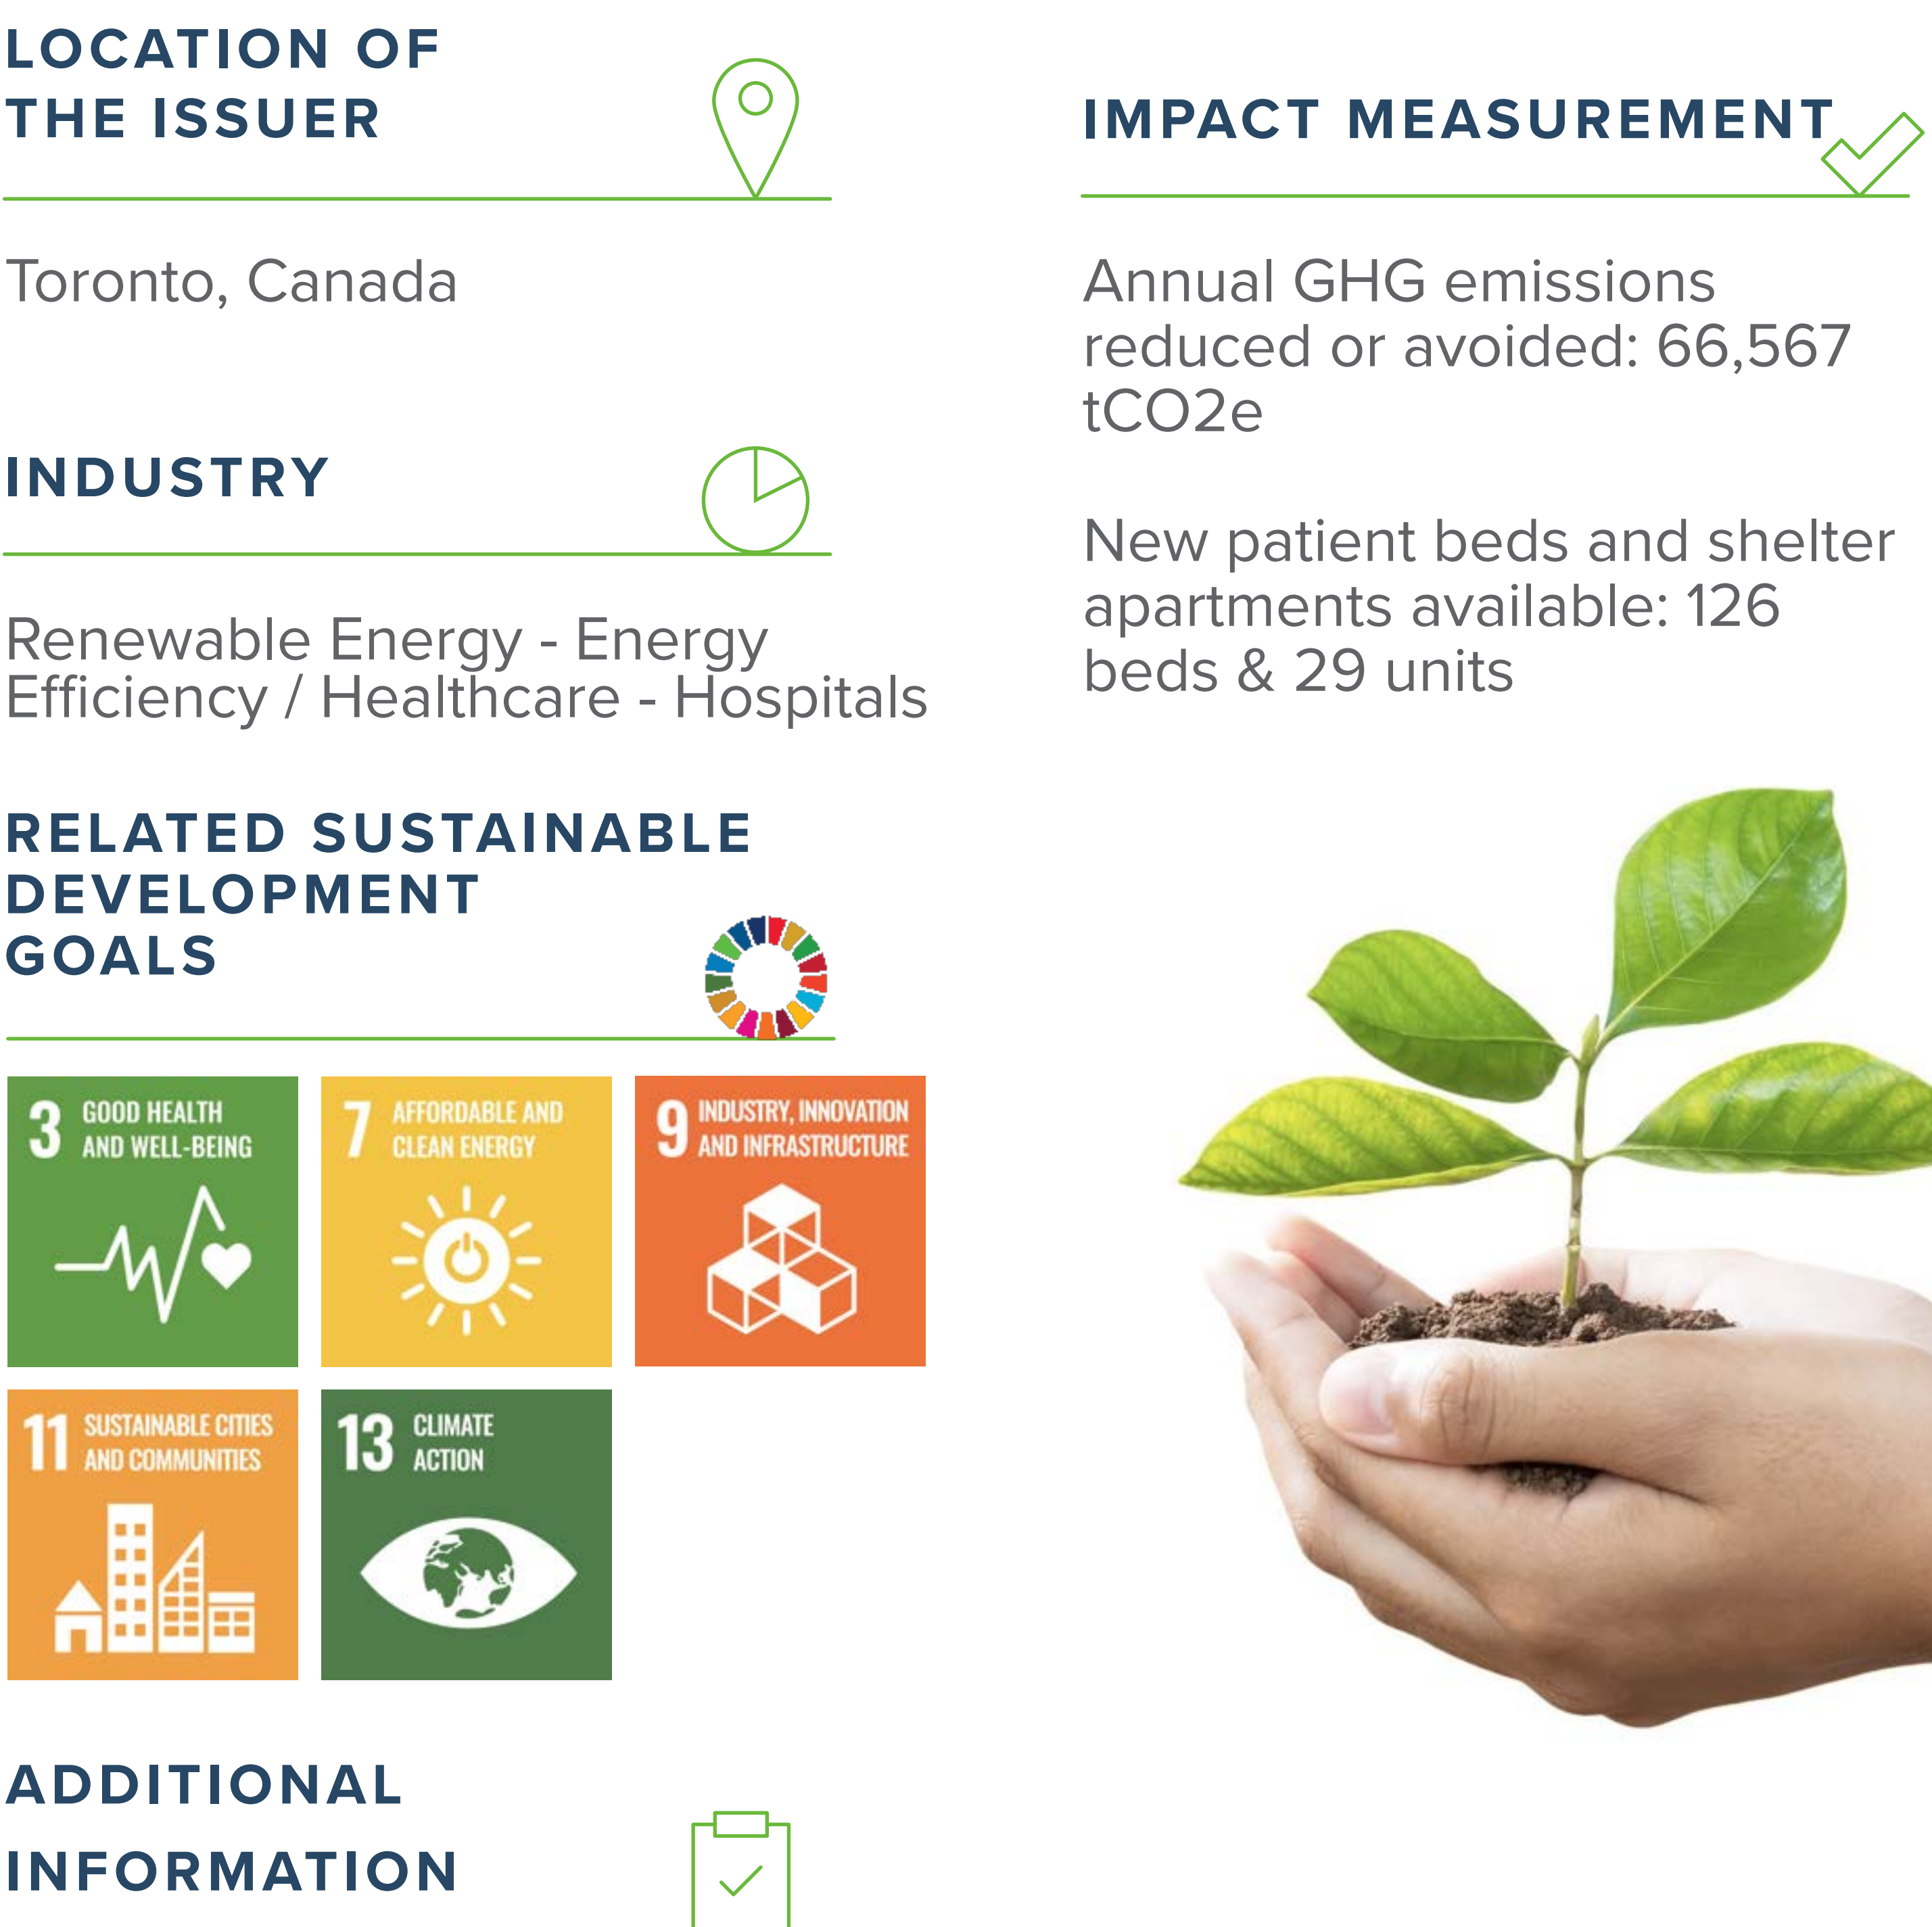 LOCATION OF
THE ISSUER
Toronto, Canada
INDUSTRY
Renewable Energy - Energy
Efficiency / Healthcare - Hospitals
RELATED SUSTAINABLE
DEVELOPMENT
GOALS
3 GOOD HEALTH
AND WELL-BEING
7 AFFORDABLE AND
CLEAN ENERGY
9 INDUSTRY, INNOVATION
AND INFRASTRUCTURE
11 SUSTAINABLE CITIES
AND COMMUNITIES
13 CLIMATE
ACTION
ADDITIONAL
INFORMATION
IMPACT MEASUREMENT
Annual GHG emissions
reduced or avoided: 66,567
tCO2e
New patient beds and shelter
apartments available: 126
beds & 29 units